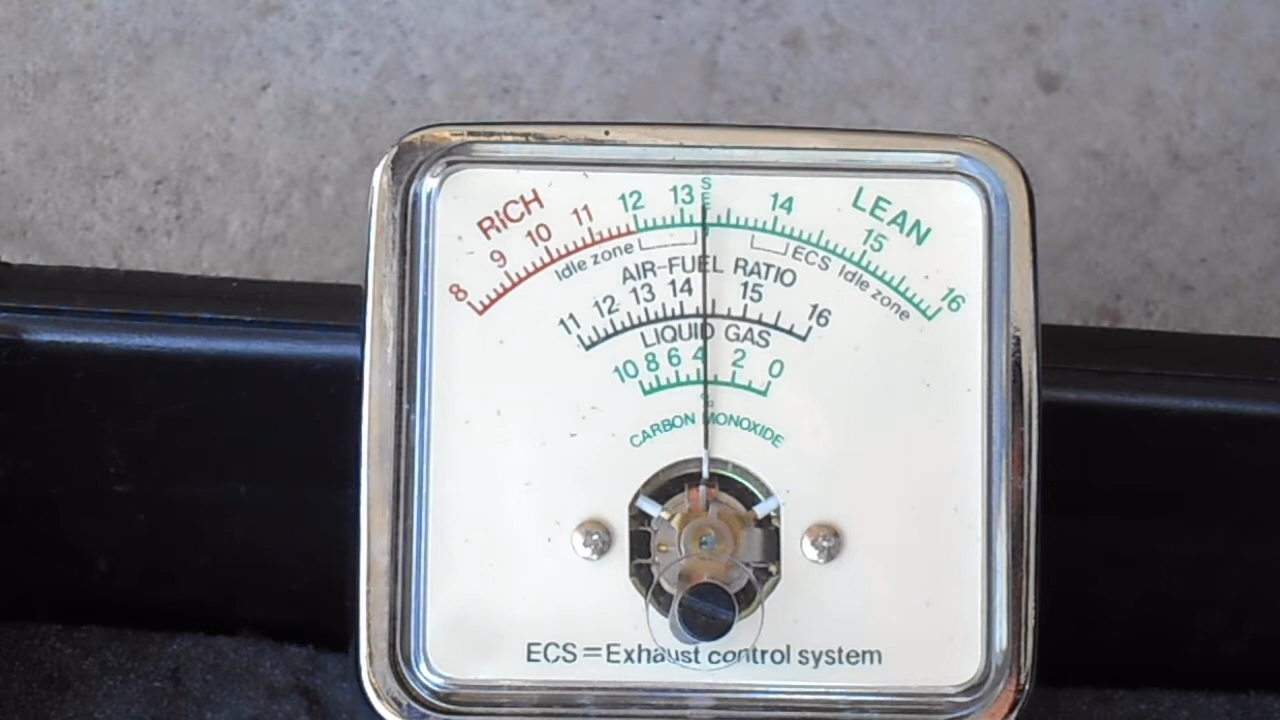 RICH
LEAN
8 9 10 11 12 13 14 15 16
Idle zone
ECS Idle zone
AIR-FUEL RATIO
11 12 13 14 15 16
LIQUID GAS
10 8 6 4 2 0
%
CARBON MONOXIDE
ECS=Exhaust control system